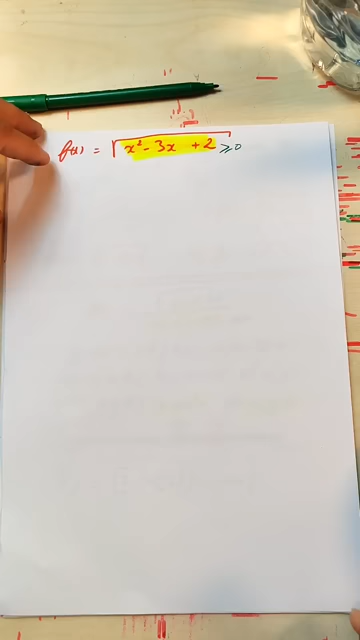 f(x) = √x² - 3x + 2 ⩾ 0